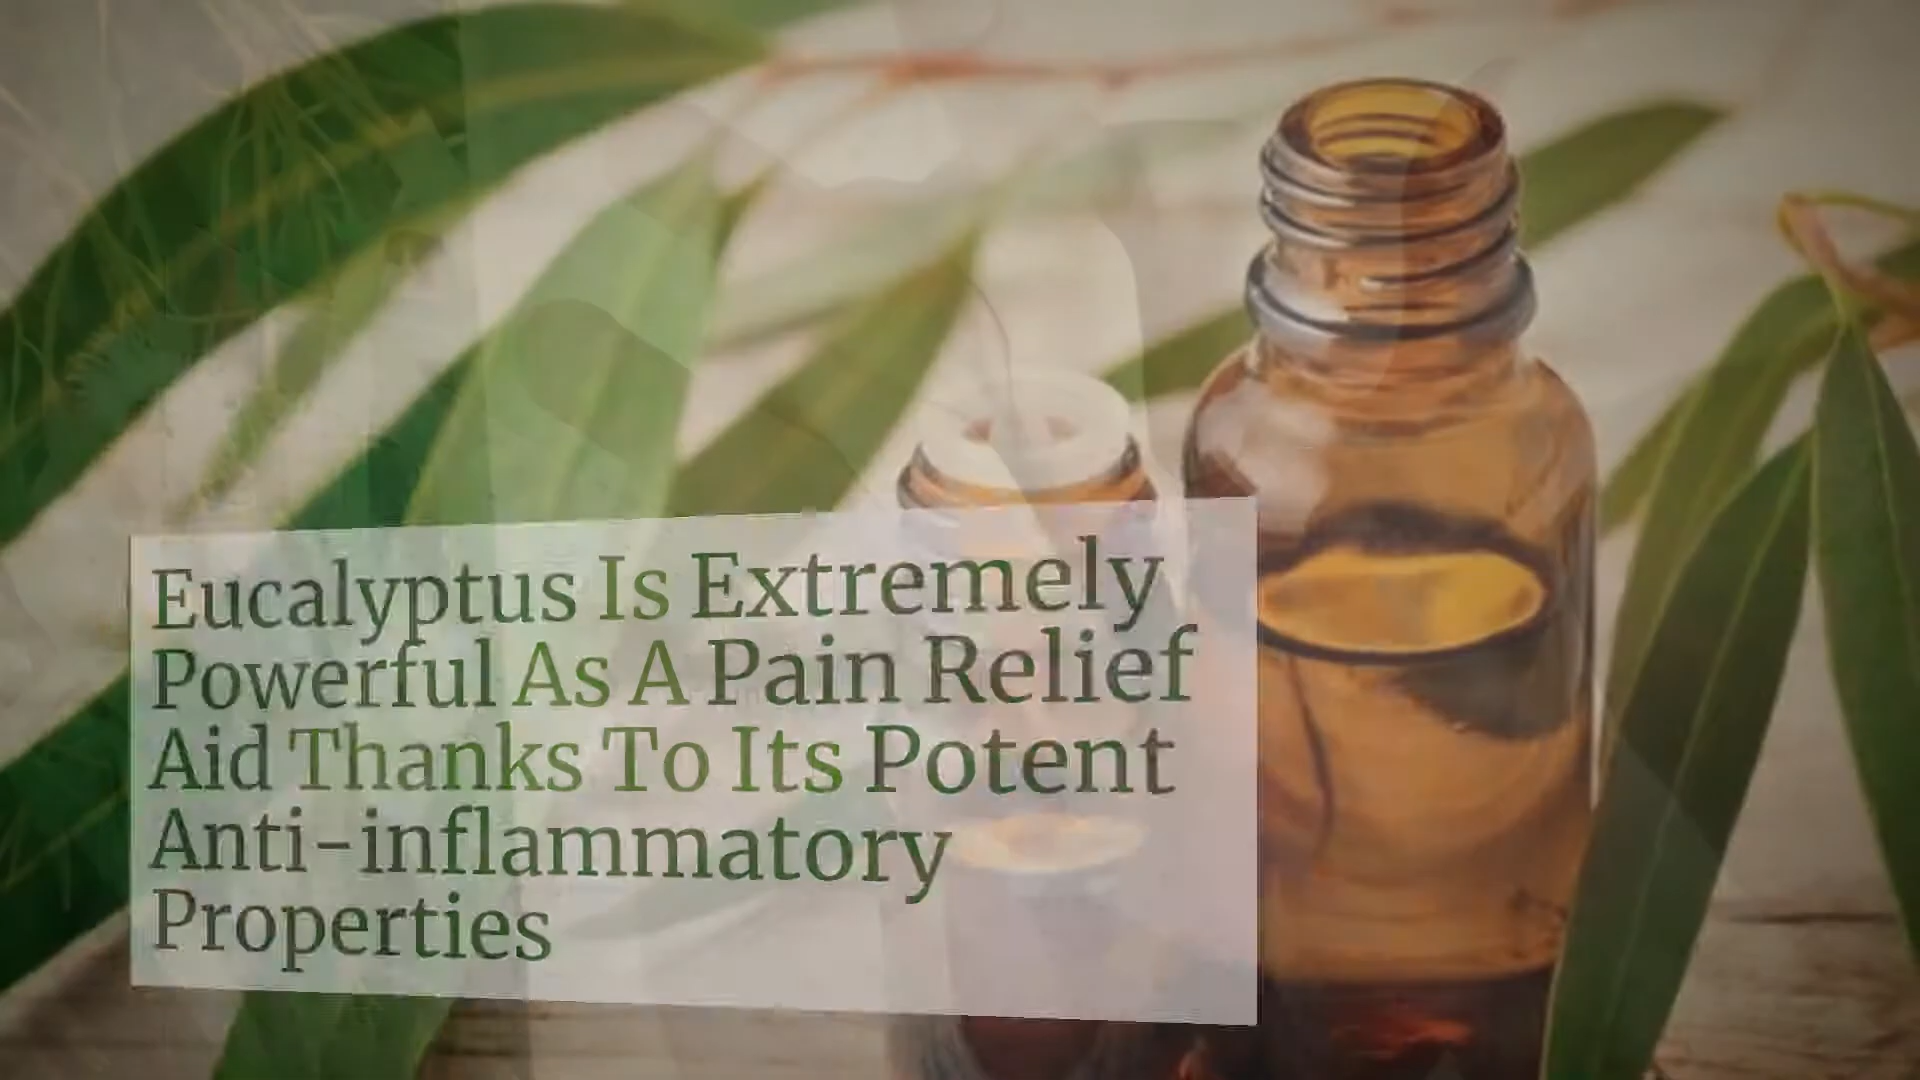 Eucalyptus Is Extremely
Powerful As A Pain Relief
Aid Thanks To Its Potent
Anti-inflammatory
Properties